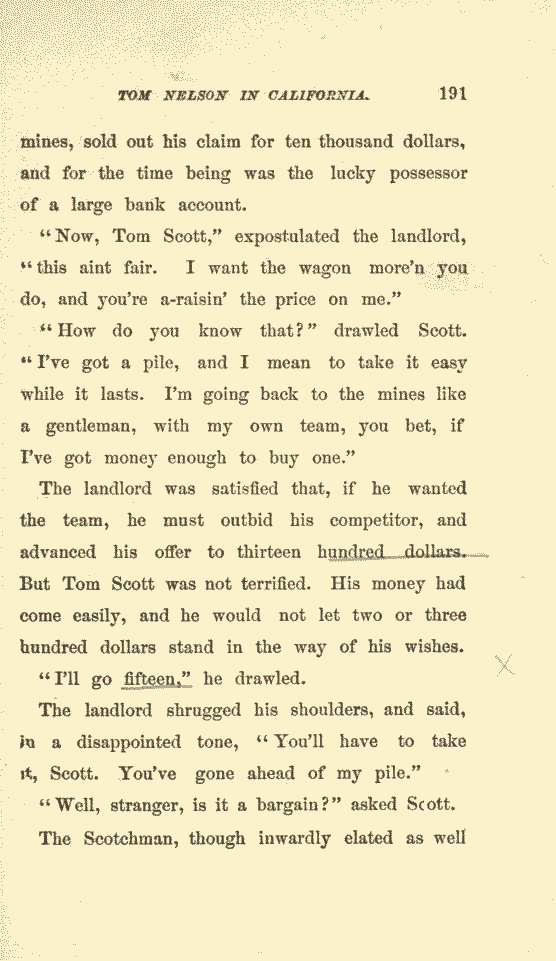 TOM NELSON IN CALIFORNIA. 191
mines, sold out his claim for ten thousand dollars,
and for the time being was the lucky possessor
of a large bank account.
“Now, Tom Scott,” expostulated the landlord,
“this aint fair. I want the wagon more'n you
do, and you're a-raisin' the price on me.”
“How do you know that?” drawled Scott.
“I've got a pile, and I mean to take it easy
while it lasts. I'm going back to the mines like
a gentleman, with my own team, you bet, if
I've got money enough to buy one.”
The landlord was satisfied that, if he wanted
the team, he must outbid his competitor, and
advanced his offer to thirteen hundred dollars.
But Tom Scott was not terrified. His money had
come easily, and he would not let two or three
hundred dollars stand in the way of his wishes.
“I'll go fifteen,” he drawled.
The landlord shrugged his shoulders, and said,
in a disappointed tone, “You'll have to take
it, Scott. You've gone ahead of my pile.”
“Well, stranger, is it a bargain?” asked Scott.
The Scotchman, though inwardly elated as well